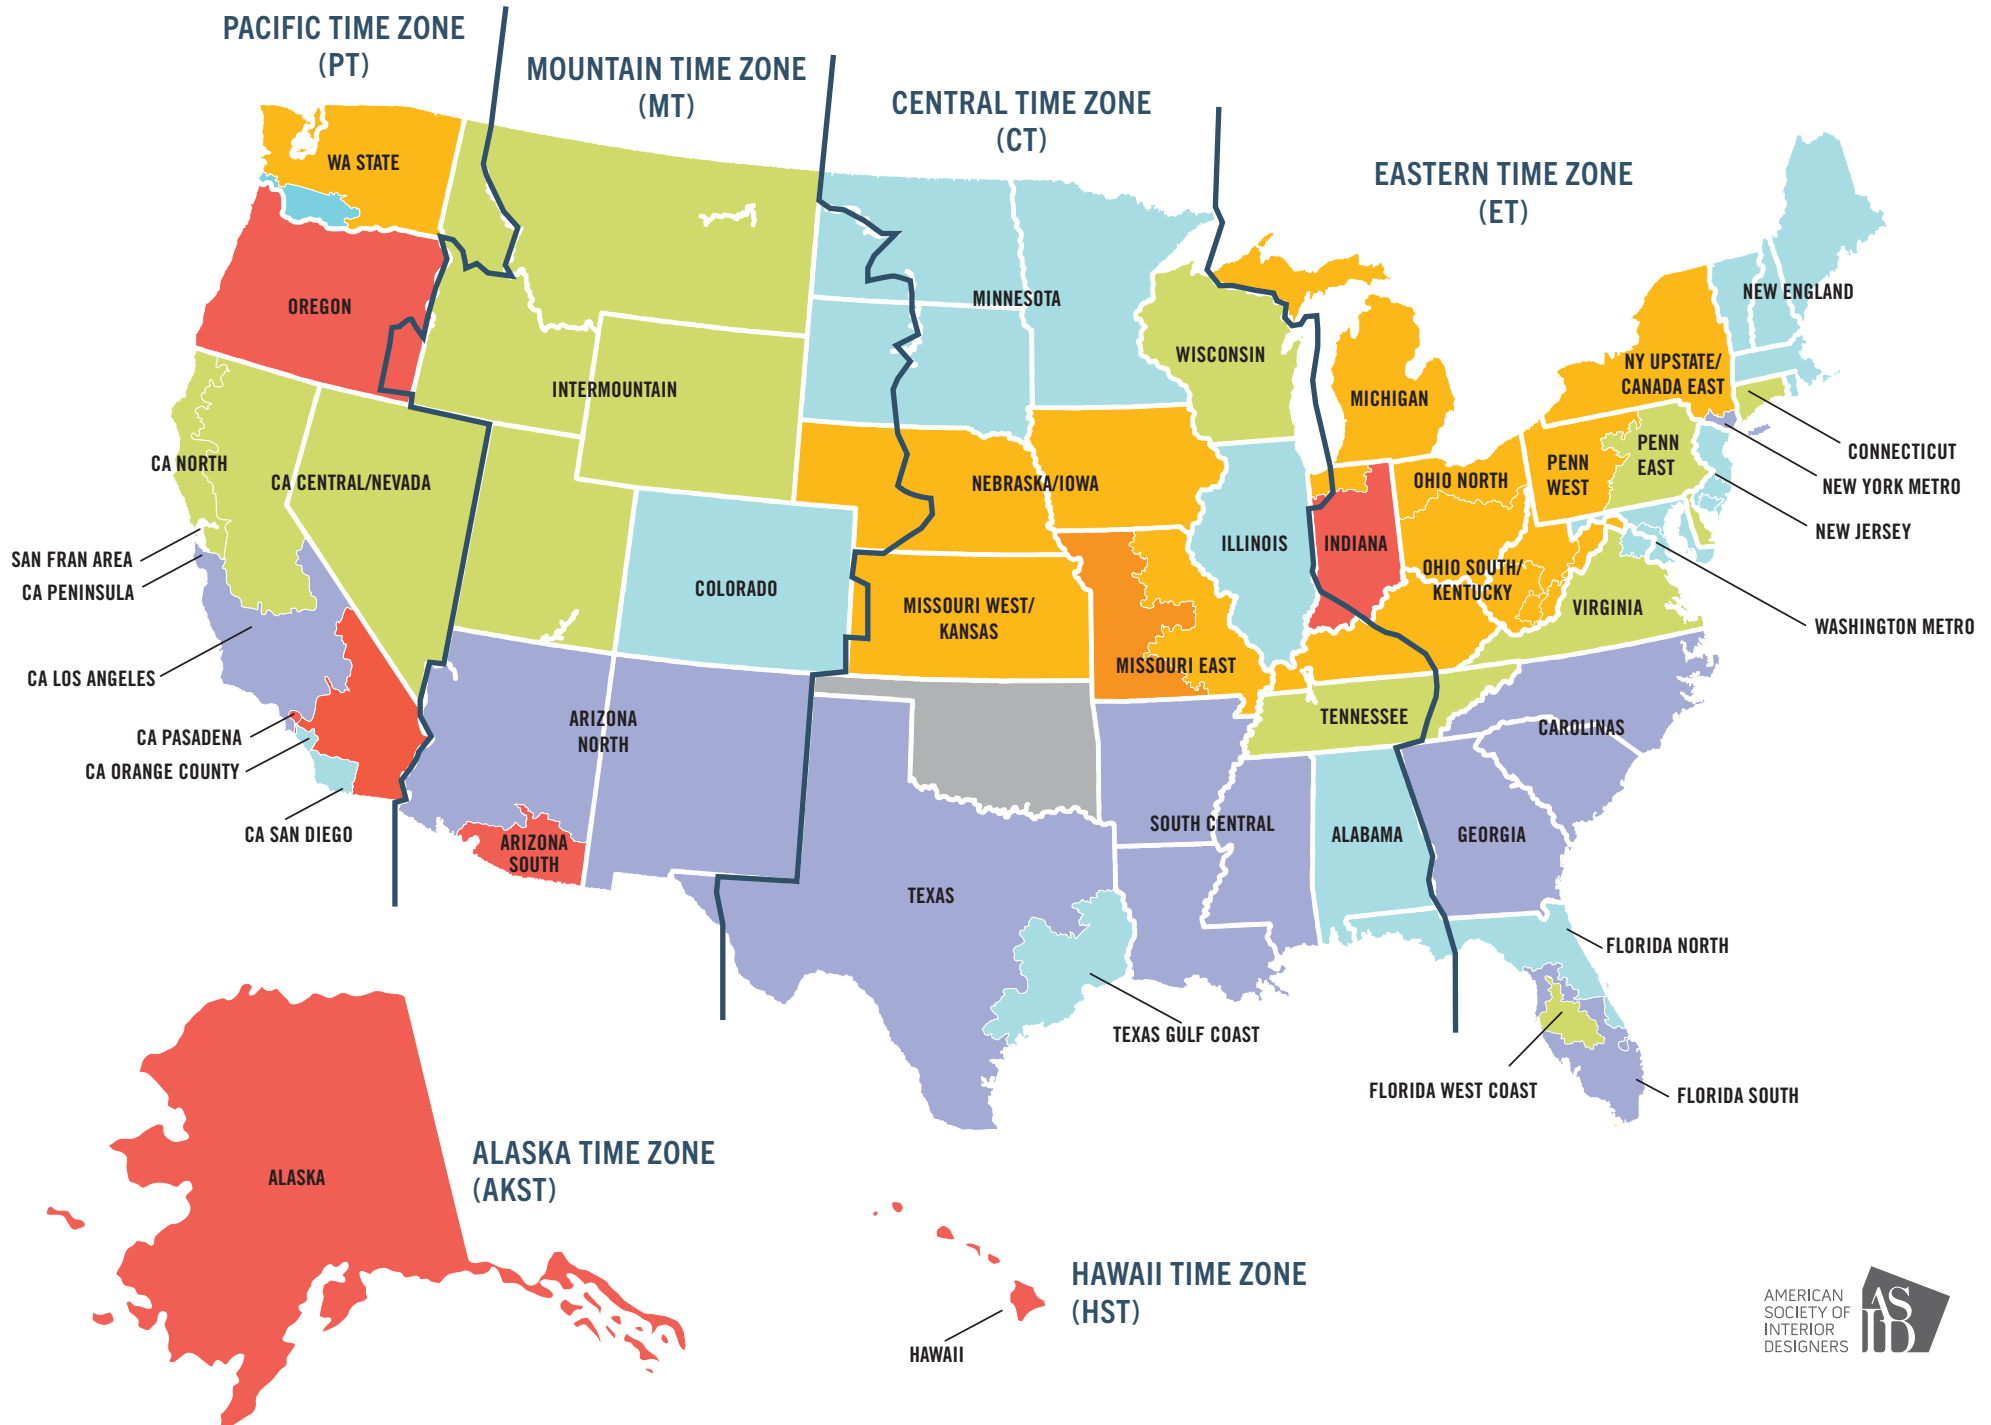 PACIFIC TIME ZONE
(PT)
MOUNTAIN TIME ZONE
(MT)
CENTRAL TIME ZONE
(CT)
EASTERN TIME ZONE
(ET)
WA STATE
OREGON
INTERMOUNTAIN
MINNESOTA
WISCONSIN
MICHIGAN
NEW ENGLAND
NY UPSTATE/
CANADA EAST
CONNECTICUT
NEW YORK METRO
NEW JERSEY
WASHINGTON METRO
PENN
EAST
PENN
WEST
OHIO NORTH
OHIO SOUTH/
KENTUCKY
INDIANA
ILLINOIS
NEBRASKA/IOWA
MISSOURI WEST/
KANSAS
MISSOURI EAST
COLORADO
CA NORTH
CA CENTRAL/NEVADA
SAN FRAN AREA
CA PENINSULA
CA LOS ANGELES
CA PASADENA
CA ORANGE COUNTY
CA SAN DIEGO
ARIZONA
NORTH
ARIZONA
SOUTH
TEXAS
TEXAS GULF COAST
SOUTH CENTRAL
TENNESSEE
VIRGINIA
CAROLINAS
ALABAMA
GEORGIA
FLORIDA NORTH
FLORIDA WEST COAST
FLORIDA SOUTH
ALASKA
ALASKA TIME ZONE
(AKST)
HAWAII TIME ZONE
(HST)
HAWAII
AMERICAN
SOCIETY OF
INTERIOR
DESIGNERS
ASID